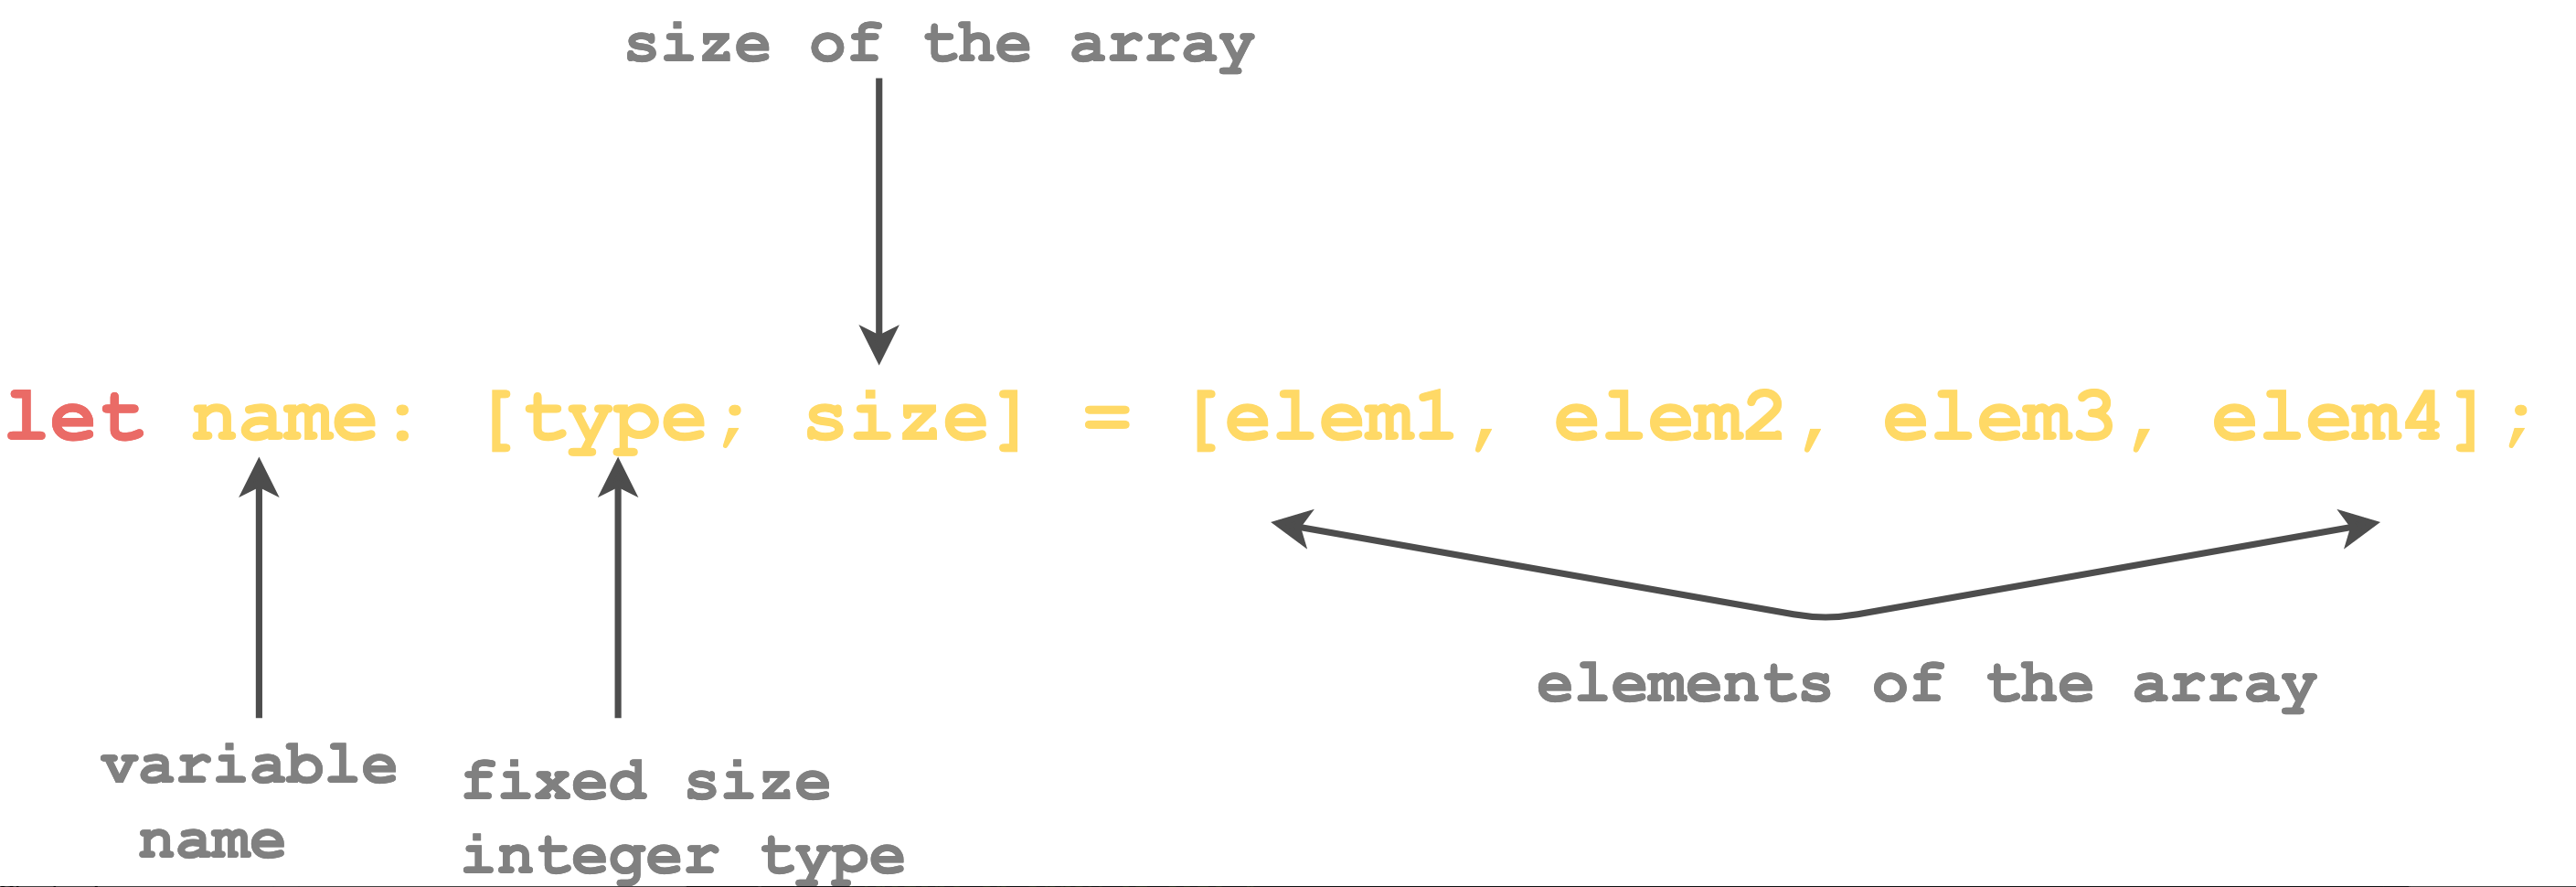 size of the array
let name: [type; size] = [elem1, elem2, elem3, elem4];
elements of the array
variable
name
fixed size
integer type